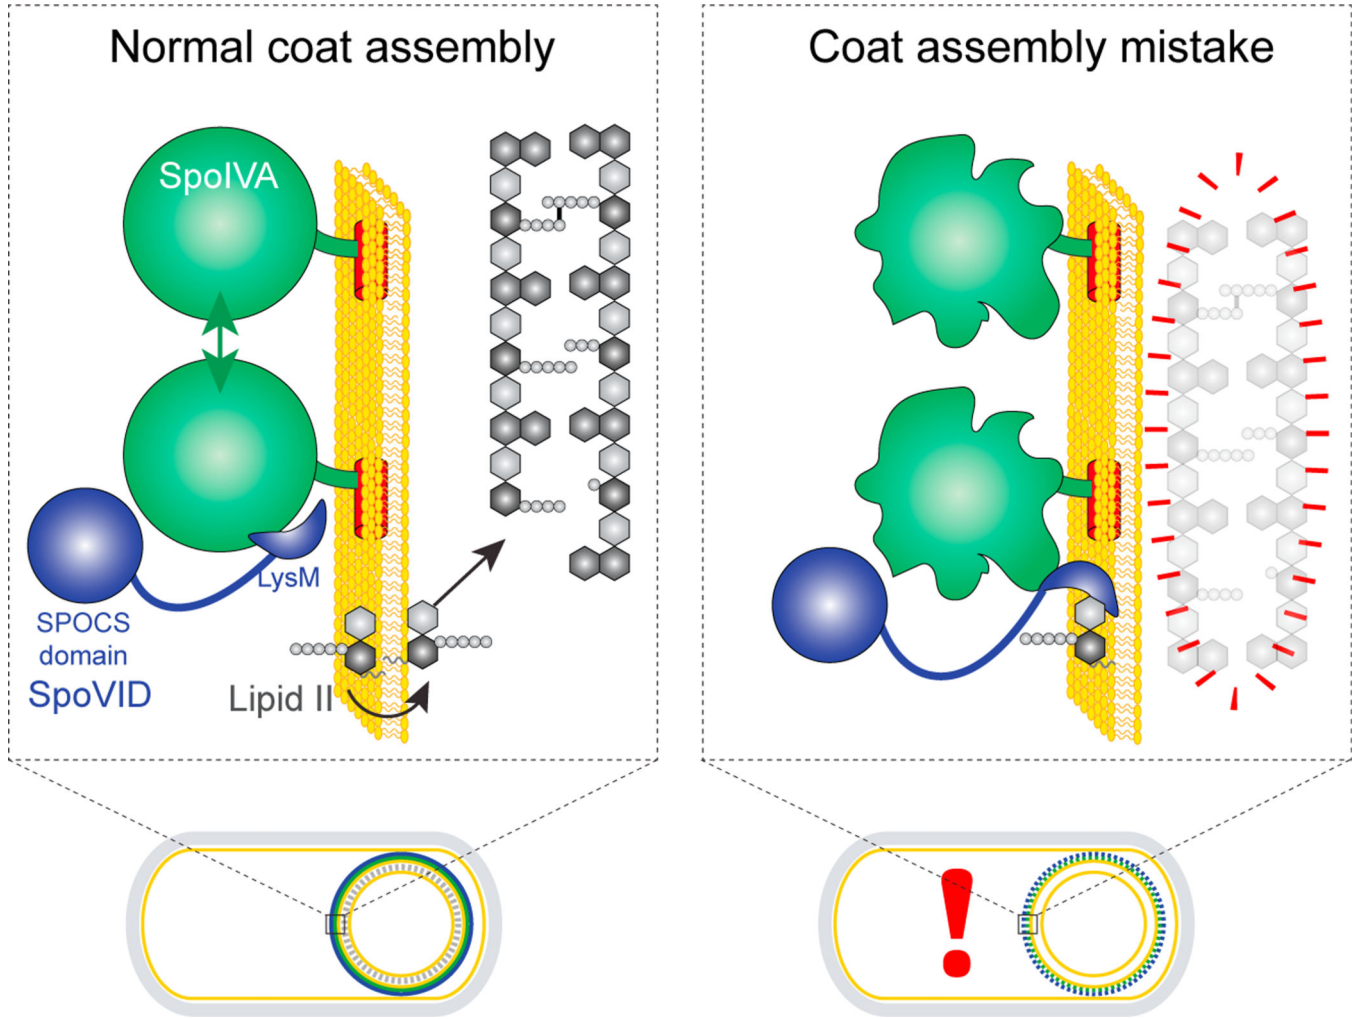 Normal coat assembly
SpoIVA
LysM
SPOCS
domain
SpoVID
Lipid II
Coat assembly mistake
!